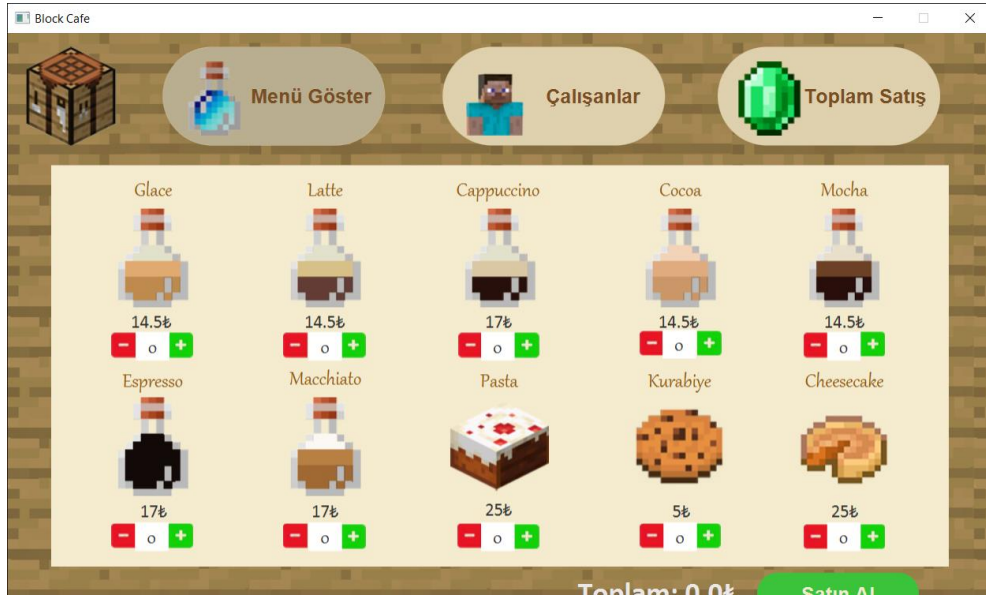 Block Cafe
Menü Göster
Çalışanlar
Toplam Satış
Glace Latte Cappuccino Cocoa Mocha
14.5₺ 14.5₺ 17₺ 14.5₺ 14.5₺
0 0 0 0 0
Espresso Macchiato Pasta Kurabiye Cheesecake
17₺ 17₺ 25₺ 5₺ 25₺
0 0 0 0 0
Toplam: 0.0₺ Satın Al